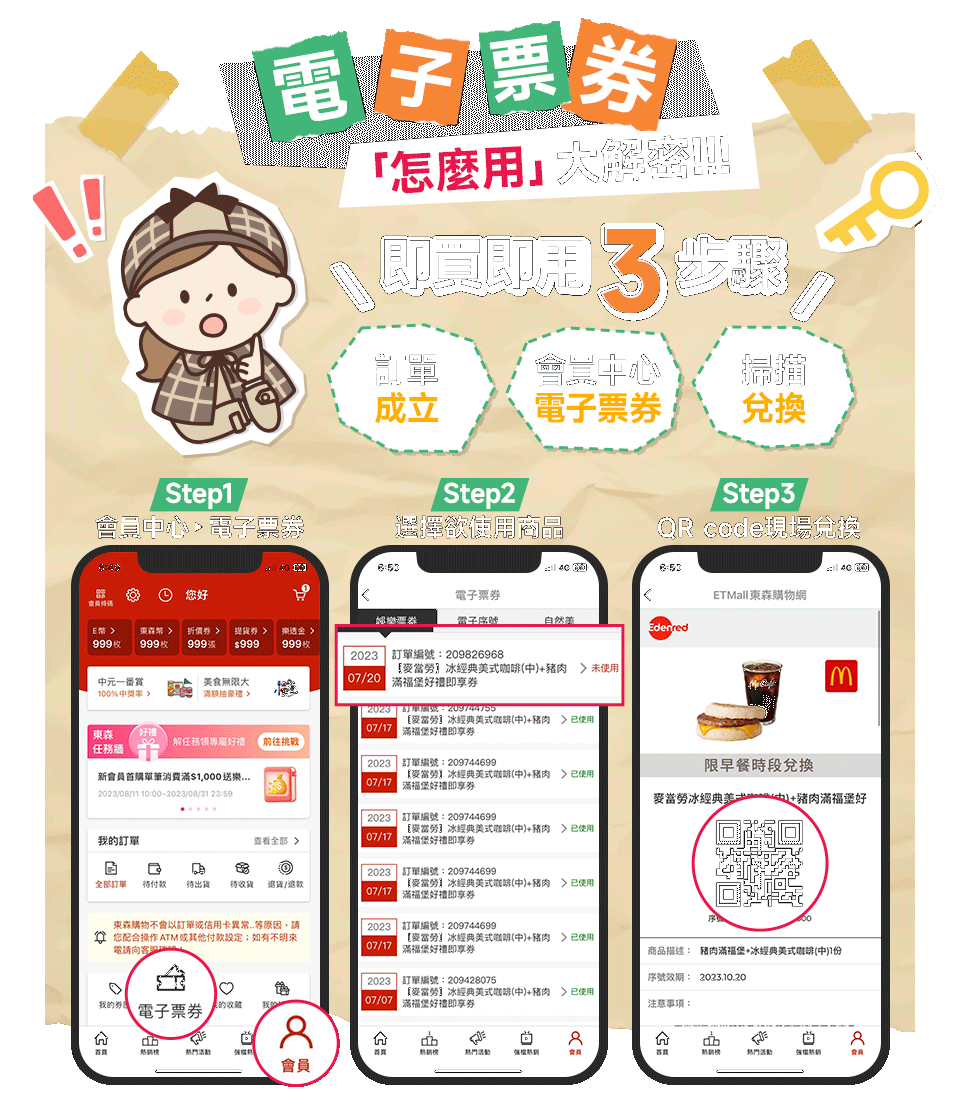 電子票券
「怎麼用」大解密!!!
即買即用3步驟
訂單
成立
會員中心
電子票券
掃描
兌換
Step1
會員中心▸電子票券
6:53
4G
會員條碼
您好
1
E幣 >
999枚
東森幣 >
999枚
折價券 >
999張
提貨券 >
$999
樂透金 >
999枚
中元一番賞
100%中獎率 >
美食無限大
滿額抽豪禮 >
東森
任務牆
好禮
解任務領專屬好禮
前往挑戰
新會員首購單筆消費滿$1,000送樂...
2023/08/11 10:00~2023/08/31 23:59
我的訂單
查看全部 >
全部訂單
待付款
待出貨
待收貨
退貨/退款
東森購物不會以訂單或信用卡異常..等原因，請
您配合操作ATM或其他付款設定；如有不明來
電請向客服
電子票券
的收藏
首頁
熱銷榜
熱門活動
強檔熱
會員
Step2
選擇欲使用商品
6:53
4G
電子票券
娛樂票券
電子序號
自然美
2023
07/20
訂單編號：209826968
【麥當勞】冰經典美式咖啡(中)+豬肉
滿福堡好禮即享券
> 未使用
2023
07/17
訂單編號：209744755
【麥當勞】冰經典美式咖啡(中)+豬肉
滿福堡好禮即享券
> 已使用
2023
07/17
訂單編號：209744699
【麥當勞】冰經典美式咖啡(中)+豬肉
滿福堡好禮即享券
> 已使用
2023
07/17
訂單編號：209744699
【麥當勞】冰經典美式咖啡(中)+豬肉
滿福堡好禮即享券
> 已使用
2023
07/17
訂單編號：209744699
【麥當勞】冰經典美式咖啡(中)+豬肉
滿福堡好禮即享券
> 已使用
2023
07/17
訂單編號：209744699
【麥當勞】冰經典美式咖啡(中)+豬肉
滿福堡好禮即享券
> 已使用
2023
07/07
訂單編號：209428075
【麥當勞】冰經典美式咖啡(中)+豬肉
滿福堡好禮即享券
> 已使用
首頁
熱銷榜
熱門活動
強檔熱銷
會員
Step3
QR code現場兌換
6:53
4G
ETMall東森購物網
Edenred
McCafé
限早餐時段兌換
麥當勞冰經典美式咖啡(中)+豬肉滿福堡好
商品描述： 豬肉滿福堡+冰經典美式咖啡(中)1份
序號效期： 2023.10.20
注意事項：
首頁
熱銷榜
熱門活動
強檔熱銷
會員